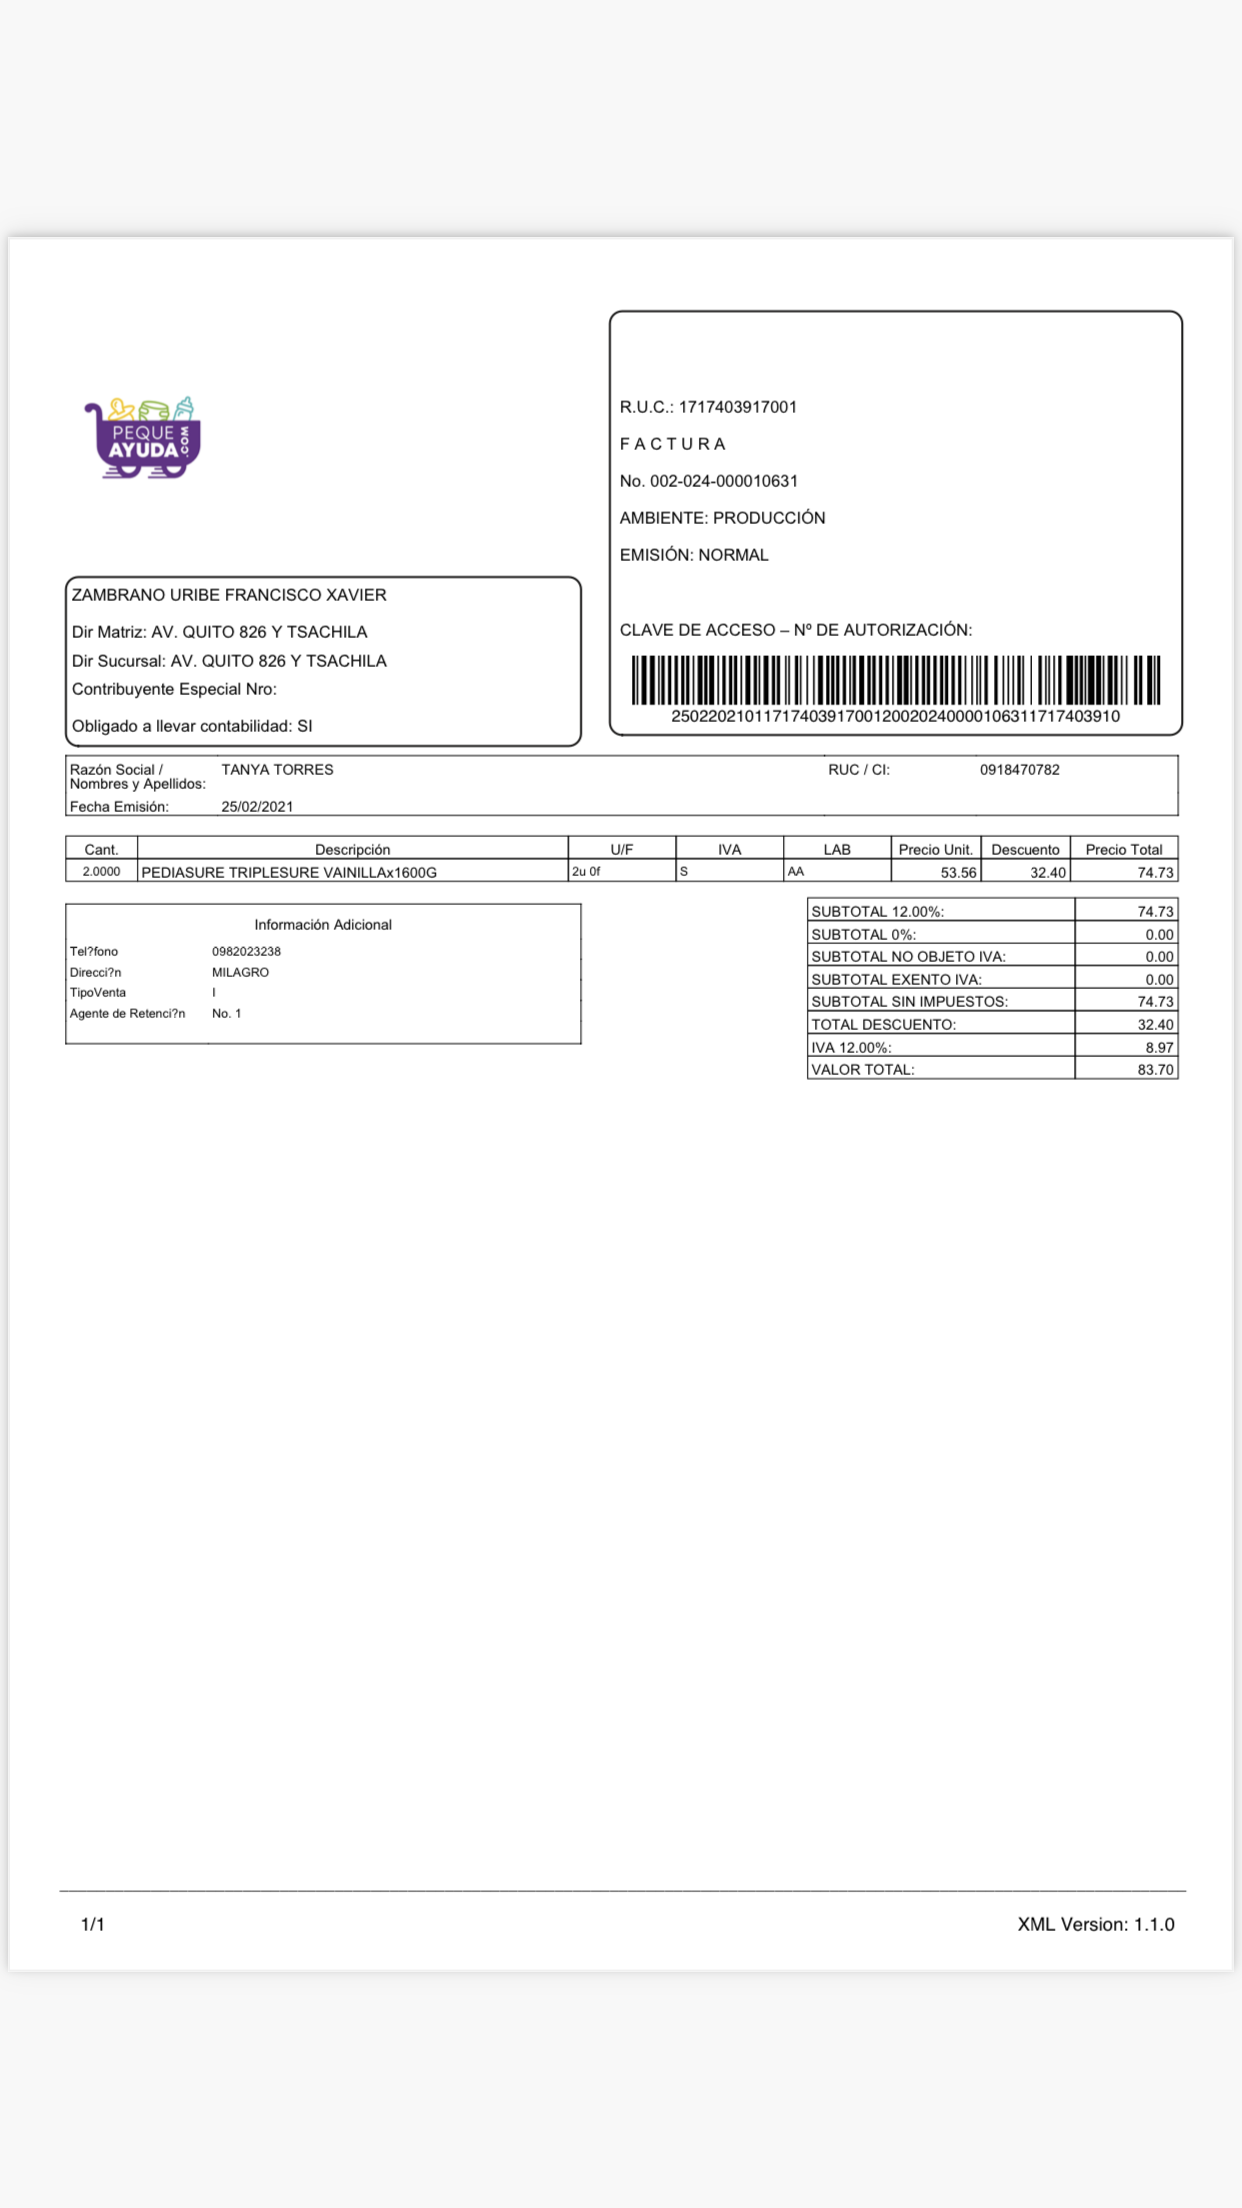 PEQUE
AYUDA
.COM
R.U.C.: 1717403917001
F A C T U R A
No. 002-024-000010631
AMBIENTE: PRODUCCIÓN
EMISIÓN: NORMAL
CLAVE DE ACCESO – Nº DE AUTORIZACIÓN:
2502202101171740391700120020240000106311717403910
ZAMBRANO URIBE FRANCISCO XAVIER
Dir Matriz: AV. QUITO 826 Y TSACHILA
Dir Sucursal: AV. QUITO 826 Y TSACHILA
Contribuyente Especial Nro:
Obligado a llevar contabilidad: SI
Razón Social / TANYA TORRES RUC / CI: 0918470782
Nombres y Apellidos:
Fecha Emisión: 25/02/2021
Cant. Descripción U/F IVA LAB Precio Unit. Descuento Precio Total
2.0000 PEDIASURE TRIPLESURE VAINILLAx1600G 2u 0f S AA 53.56 32.40 74.73
Información Adicional
Tel?fono 0982023238
Direcci?n MILAGRO
TipoVenta I
Agente de Retenci?n No. 1
SUBTOTAL 12.00%: 74.73
SUBTOTAL 0%: 0.00
SUBTOTAL NO OBJETO IVA: 0.00
SUBTOTAL EXENTO IVA: 0.00
SUBTOTAL SIN IMPUESTOS: 74.73
TOTAL DESCUENTO: 32.40
IVA 12.00%: 8.97
VALOR TOTAL: 83.70
1/1 XML Version: 1.1.0